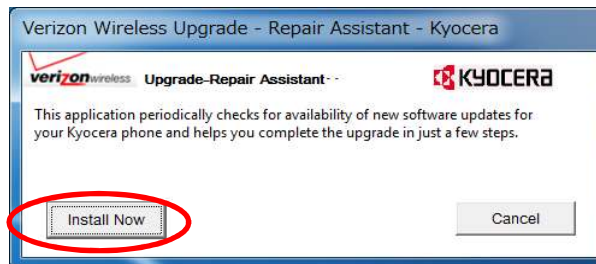 Verizon Wireless Upgrade - Repair Assistant - Kyocera
verizonwireless Upgrade-Repair Assistant-- KYOCERA
This application periodically checks for availability of new software updates for
your Kyocera phone and helps you complete the upgrade in just a few steps.
Install Now Cancel